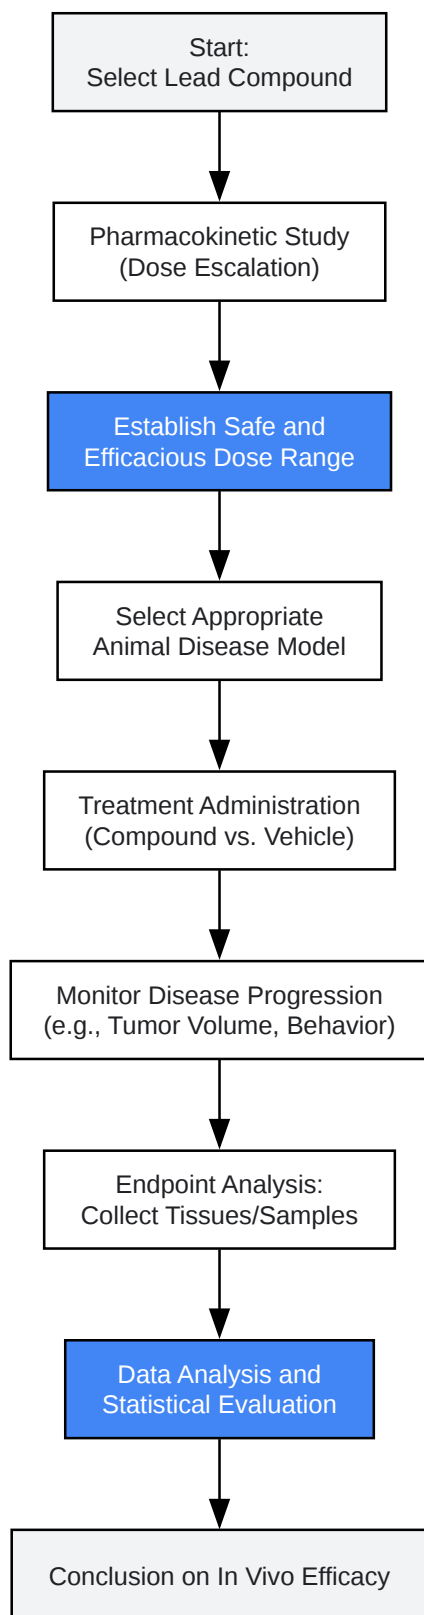 Start:
Select Lead Compound
Pharmacokinetic Study
(Dose Escalation)
Establish Safe and
Efficacious Dose Range
Select Appropriate
Animal Disease Model
Treatment Administration
(Compound vs. Vehicle)
Monitor Disease Progression
(e.g., Tumor Volume, Behavior)
Endpoint Analysis:
Collect Tissues/Samples
Data Analysis and
Statistical Evaluation
Conclusion on In Vivo Efficacy